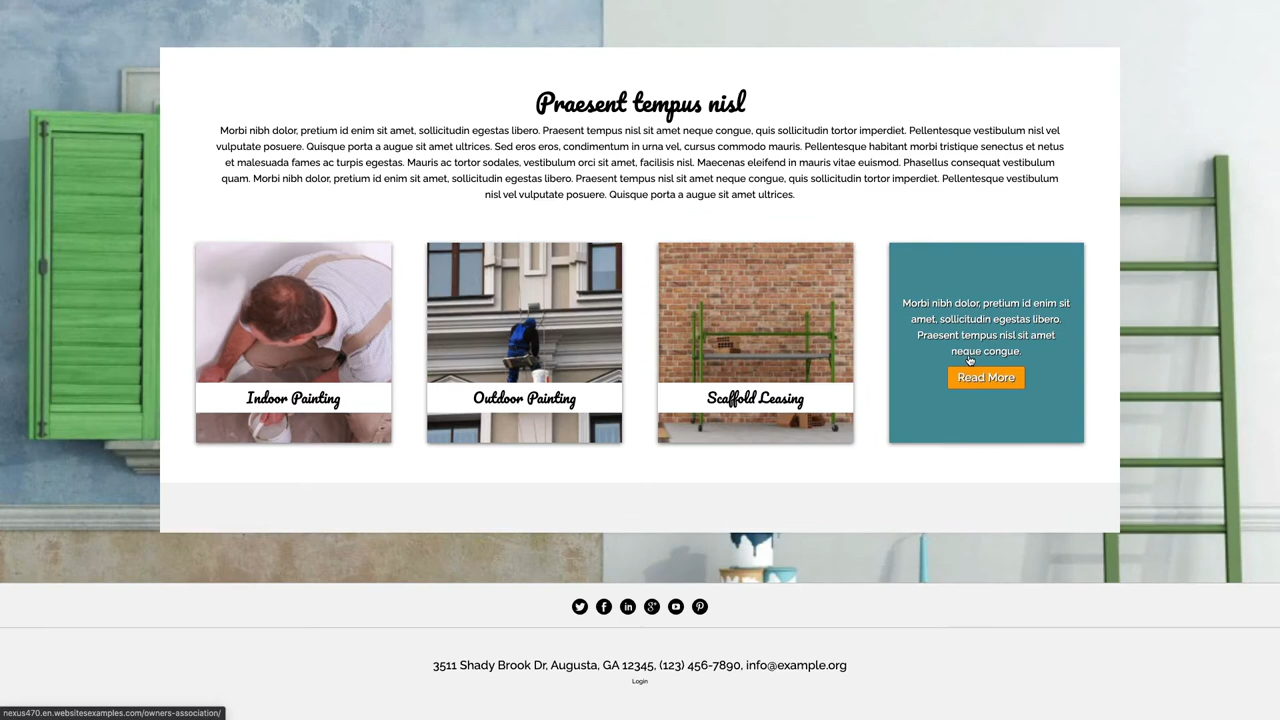 Praesent tempus nisl
Morbi nibh dolor, pretium id enim sit amet, sollicitudin egestas libero. Praesent tempus nisl sit amet neque congue, quis sollicitudin tortor imperdiet. Pellentesque vestibulum nisl vel
vulputate posuere. Quisque porta a augue sit amet ultrices. Sed eros eros, condimentum in urna vel, cursus commodo mauris. Pellentesque habitant morbi tristique senectus et netus
et malesuada fames ac turpis egestas. Mauris ac tortor sodales, vestibulum orci sit amet, facilisis nisl. Maecenas eleifend in mauris vitae euismod. Phasellus consequat vestibulum
quam. Morbi nibh dolor, pretium id enim sit amet, sollicitudin egestas libero. Praesent tempus nisl sit amet neque congue, quis sollicitudin tortor imperdiet. Pellentesque vestibulum
nisl vel vulputate posuere. Quisque porta a augue sit amet ultrices.
Indoor Painting
Outdoor Painting
Scaffold Leasing
Morbi nibh dolor, pretium id enim sit
amet, sollicitudin egestas libero.
Praesent tempus nisl sit amet
neque congue.
Read More
3511 Shady Brook Dr, Augusta, GA 12345, (123) 456-7890, info@example.org
Login
nexus470.en.websitesexamples.com/owners-association/